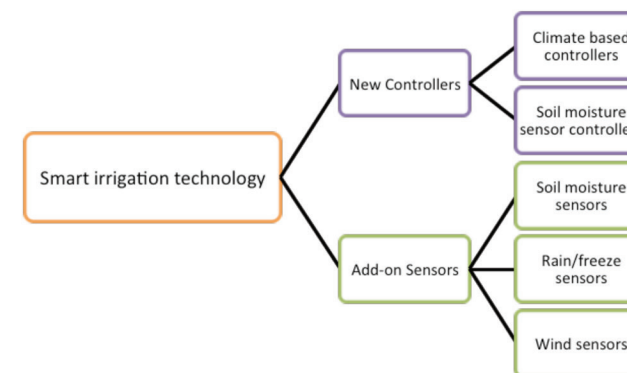 Climate based
controllers
New Controllers
Soil moisture
sensor controlle
Smart irrigation technology
Soil moisture
sensors
Add-on Sensors
Rain/freeze
sensors
Wind sensors